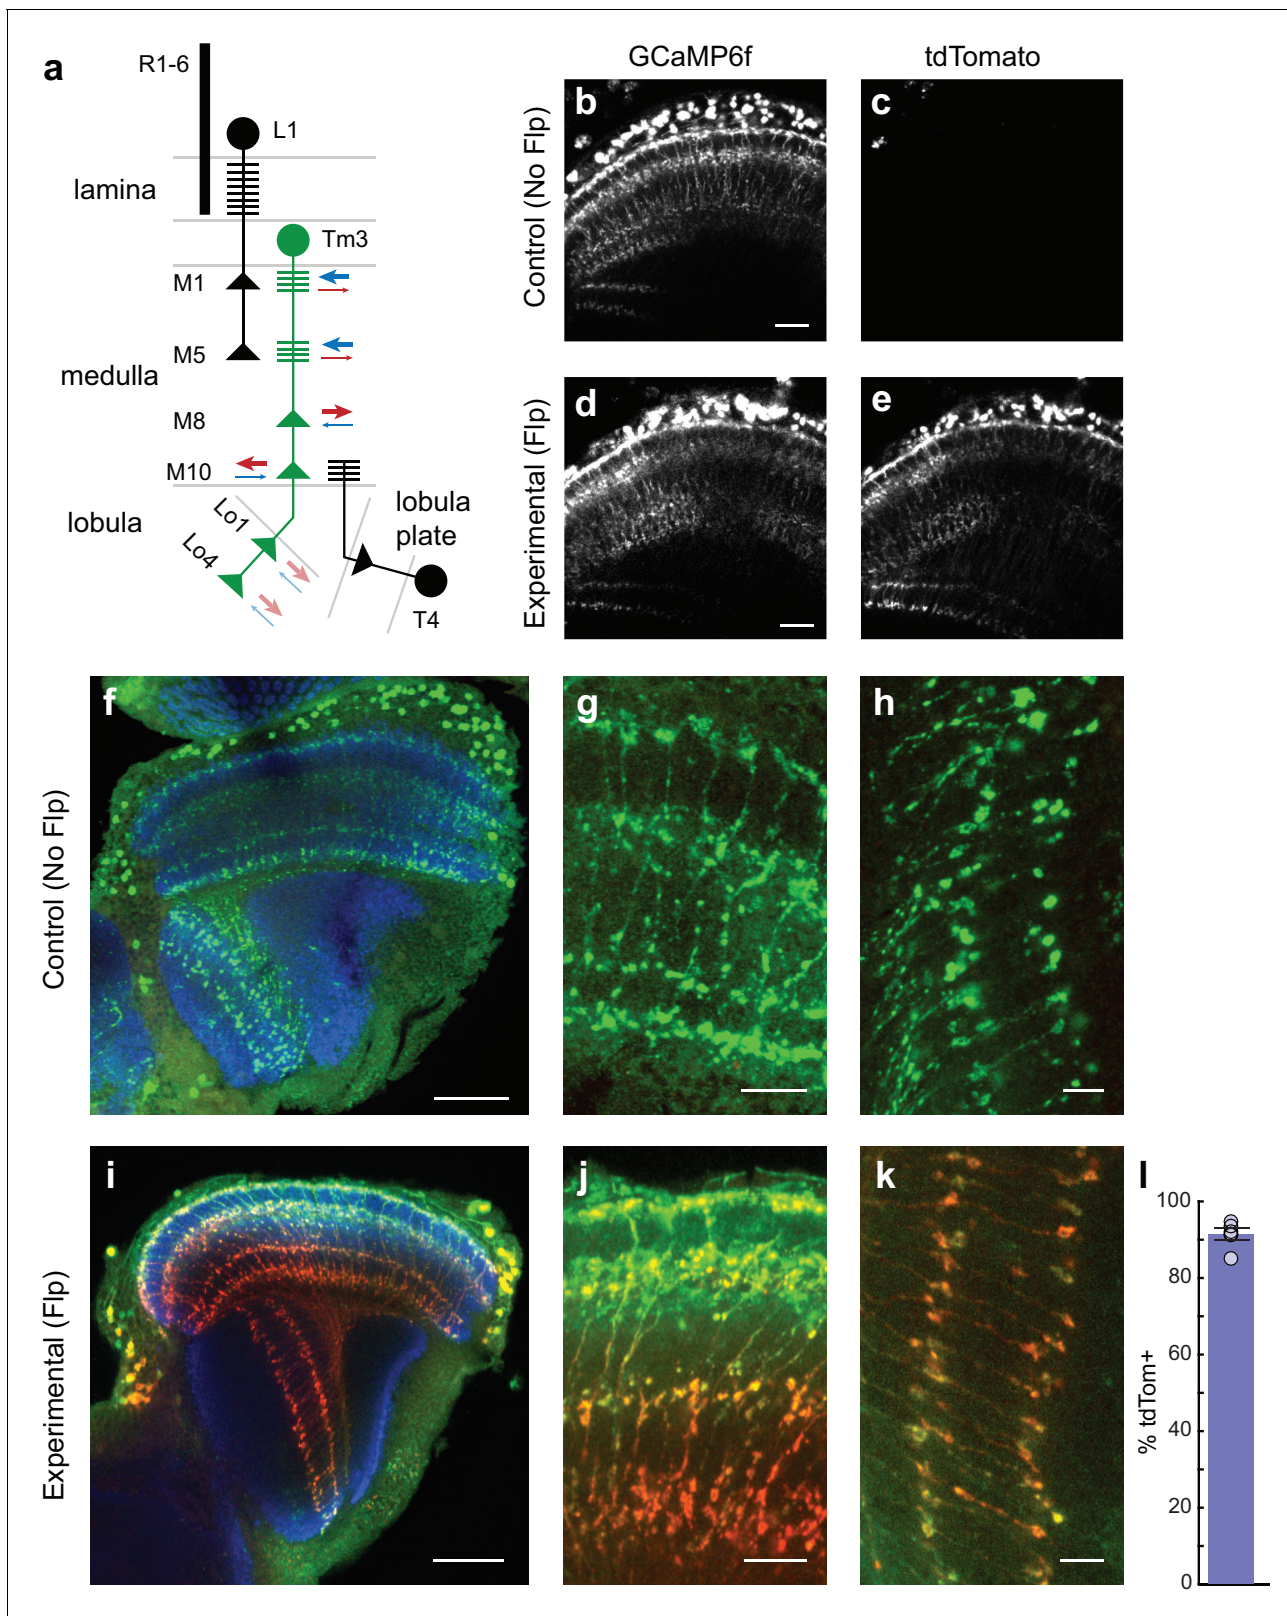 a
R1-6
L1
lamina
Tm3
M1
M5
medulla
M8
M10
lobula
Lo1
Lo4
lobula
plate
T4
GCaMP6f
tdTomato
Control (No Flp)
b
c
Experimental (Flp)
d
e
Control (No Flp)
f
g
h
Experimental (Flp)
i
j
k
l
100
80
60
40
20
0
% tdTom+